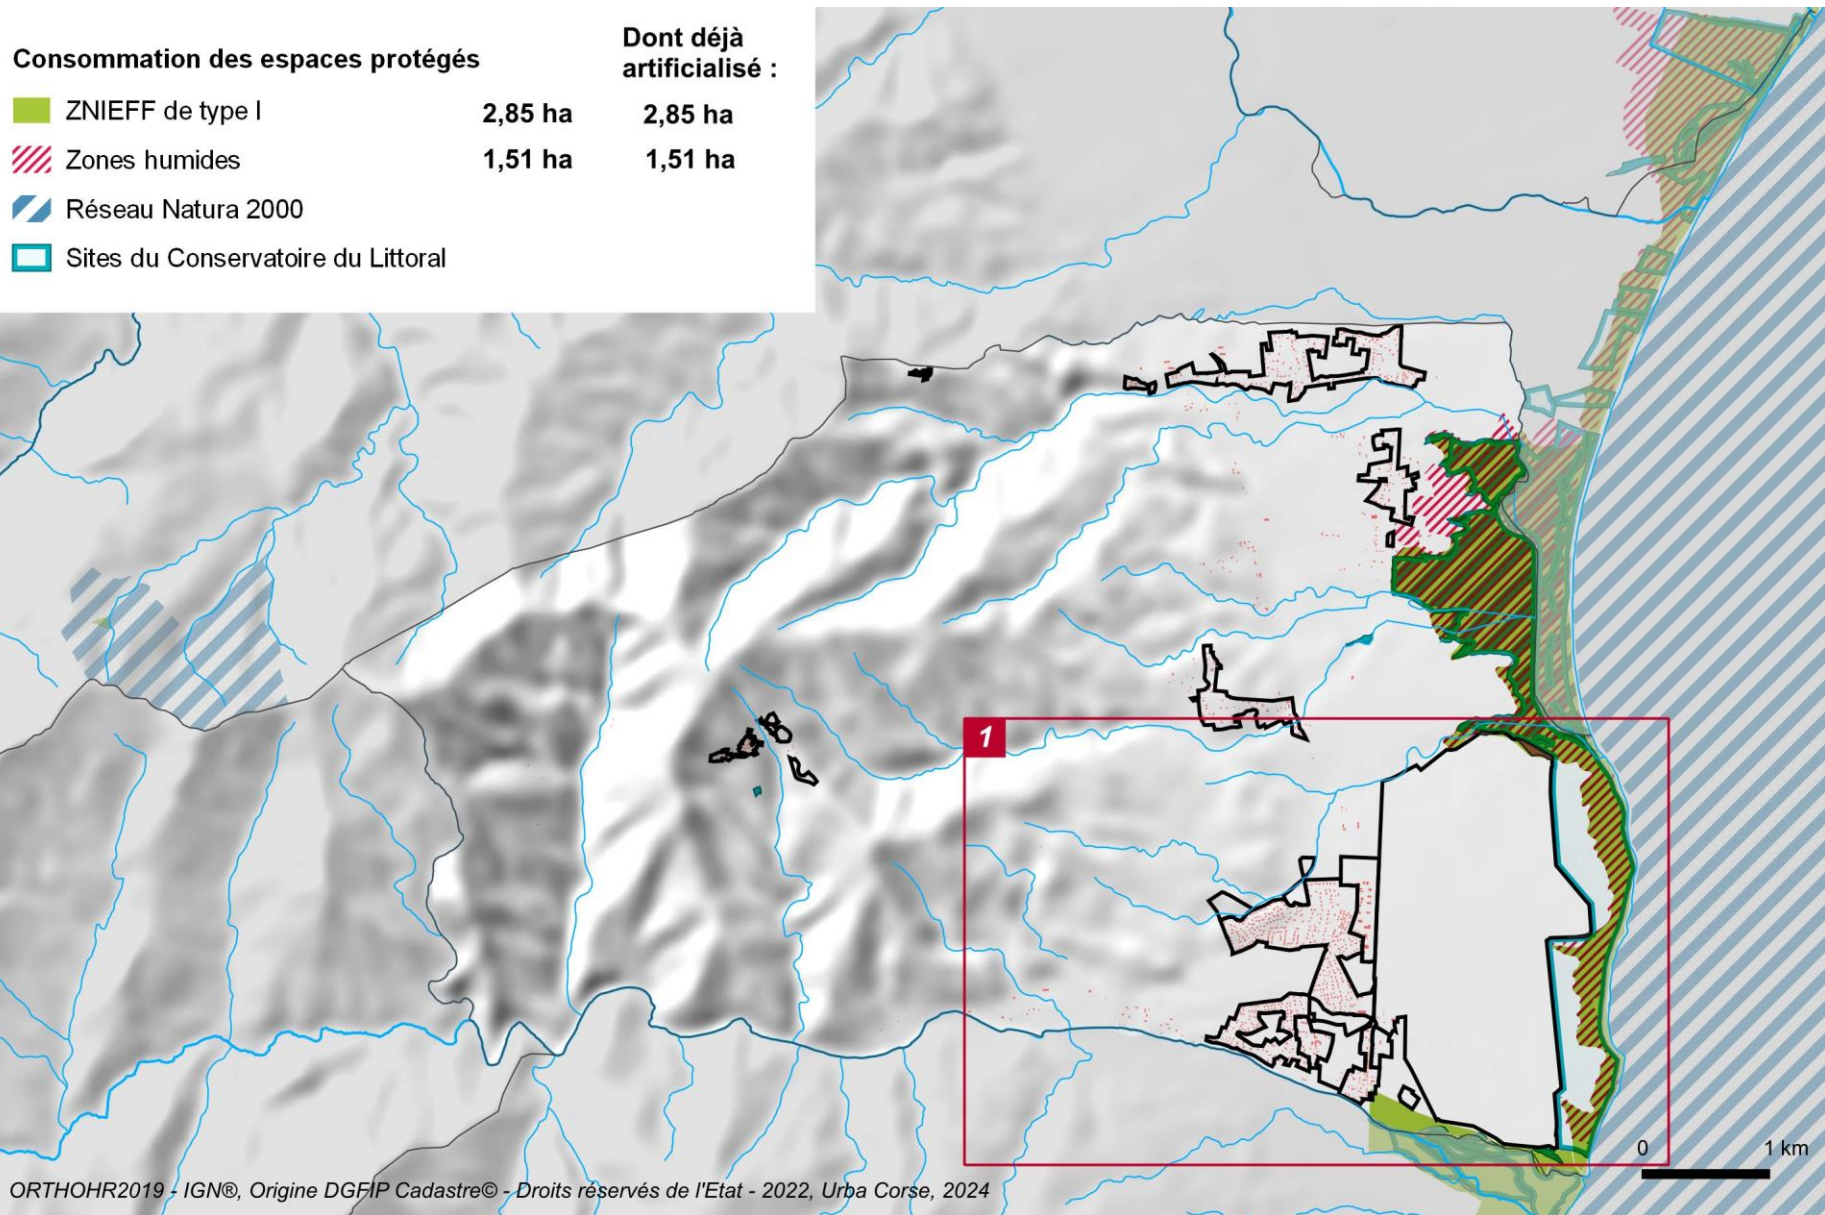 Consommation des espaces protégés
Dont déjà
artificialisé :
ZNIEFF de type I 2,85 ha 2,85 ha
Zones humides 1,51 ha 1,51 ha
Réseau Natura 2000
Sites du Conservatoire du Littoral
1
0 1 km
ORTHOHR2019 - IGN®, Origine DGFIP Cadastre© - Droits réservés de l'Etat - 2022, Urba Corse, 2024